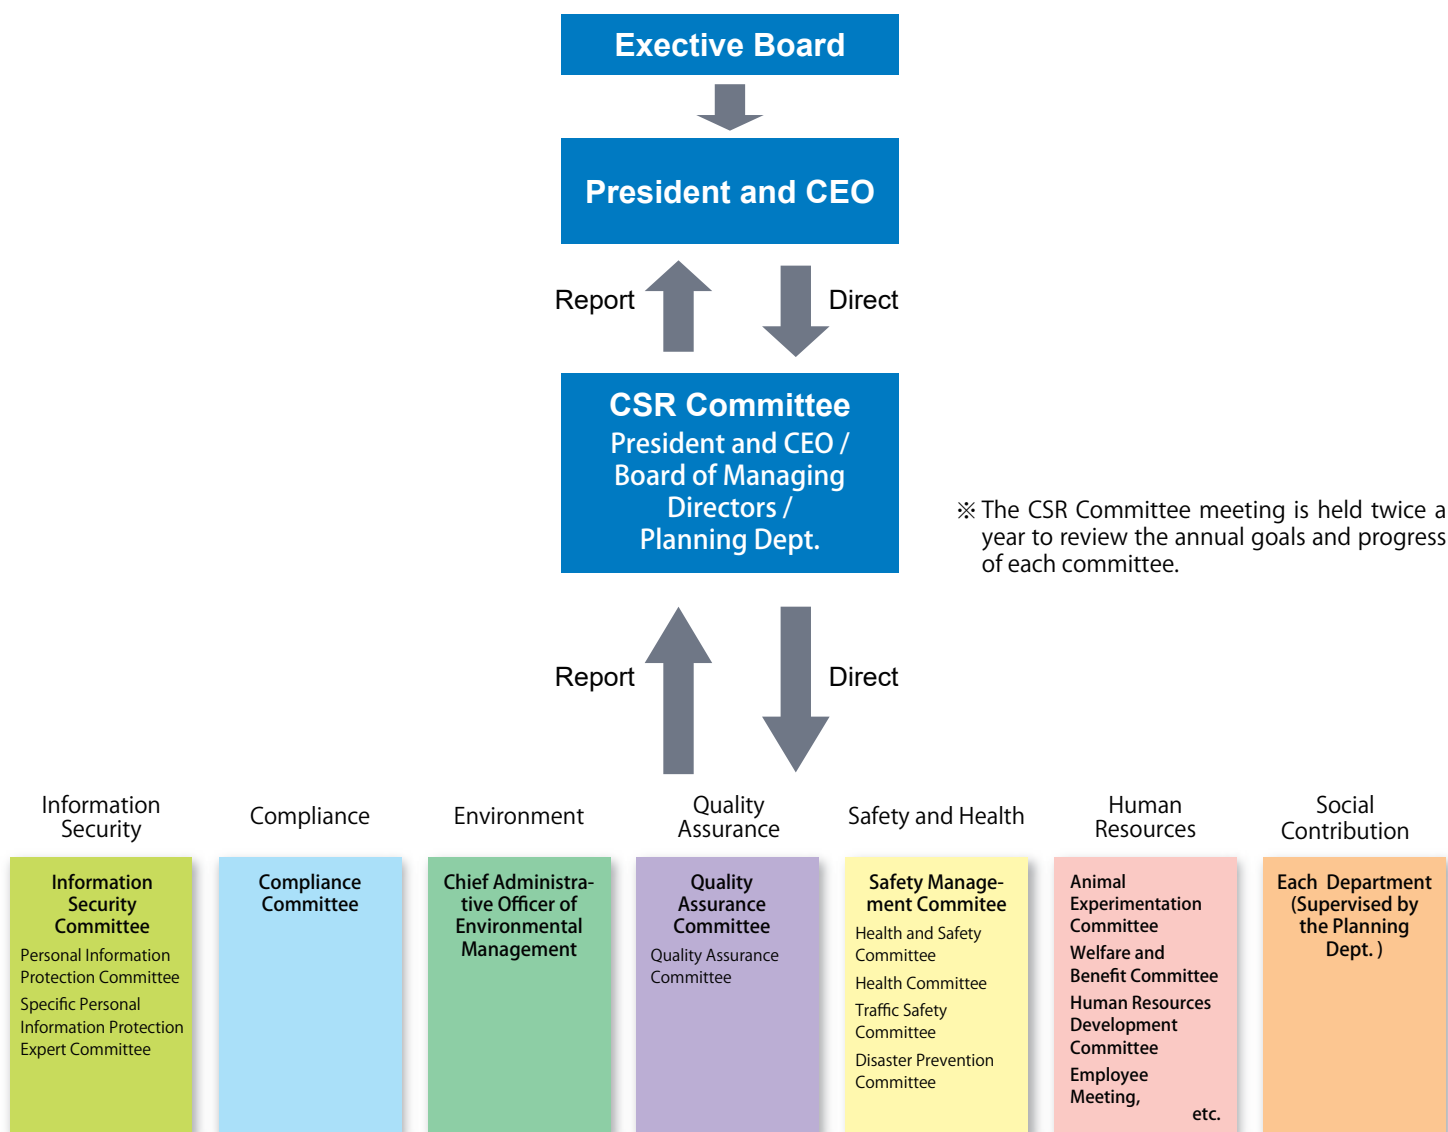 Exective Board
President and CEO
Report
Direct
CSR Committee
President and CEO /
Board of Managing
Directors /
Planning Dept.
※ The CSR Committee meeting is held twice a
year to review the annual goals and progress
of each committee.
Report
Direct
Information
Security
Compliance
Environment
Quality
Assurance
Safety and Health
Human
Resources
Social
Contribution
Information
Security
Committee
Personal Information
Protection Committee
Specific Personal
Information Protection
Expert Committee
Compliance
Committee
Chief Administra-
tive Officer of
Environmental
Management
Quality
Assurance
Committee
Quality Assurance
Committee
Safety Manage-
ment Commitee
Health and Safety
Committee
Health Committee
Traffic Safety
Committee
Disaster Prevention
Committee
Animal
Experimentation
Committee
Welfare and
Benefit Committee
Human Resources
Development
Committee
Employee
Meeting,
etc.
Each Department
(Supervised by
the Planning
Dept. )